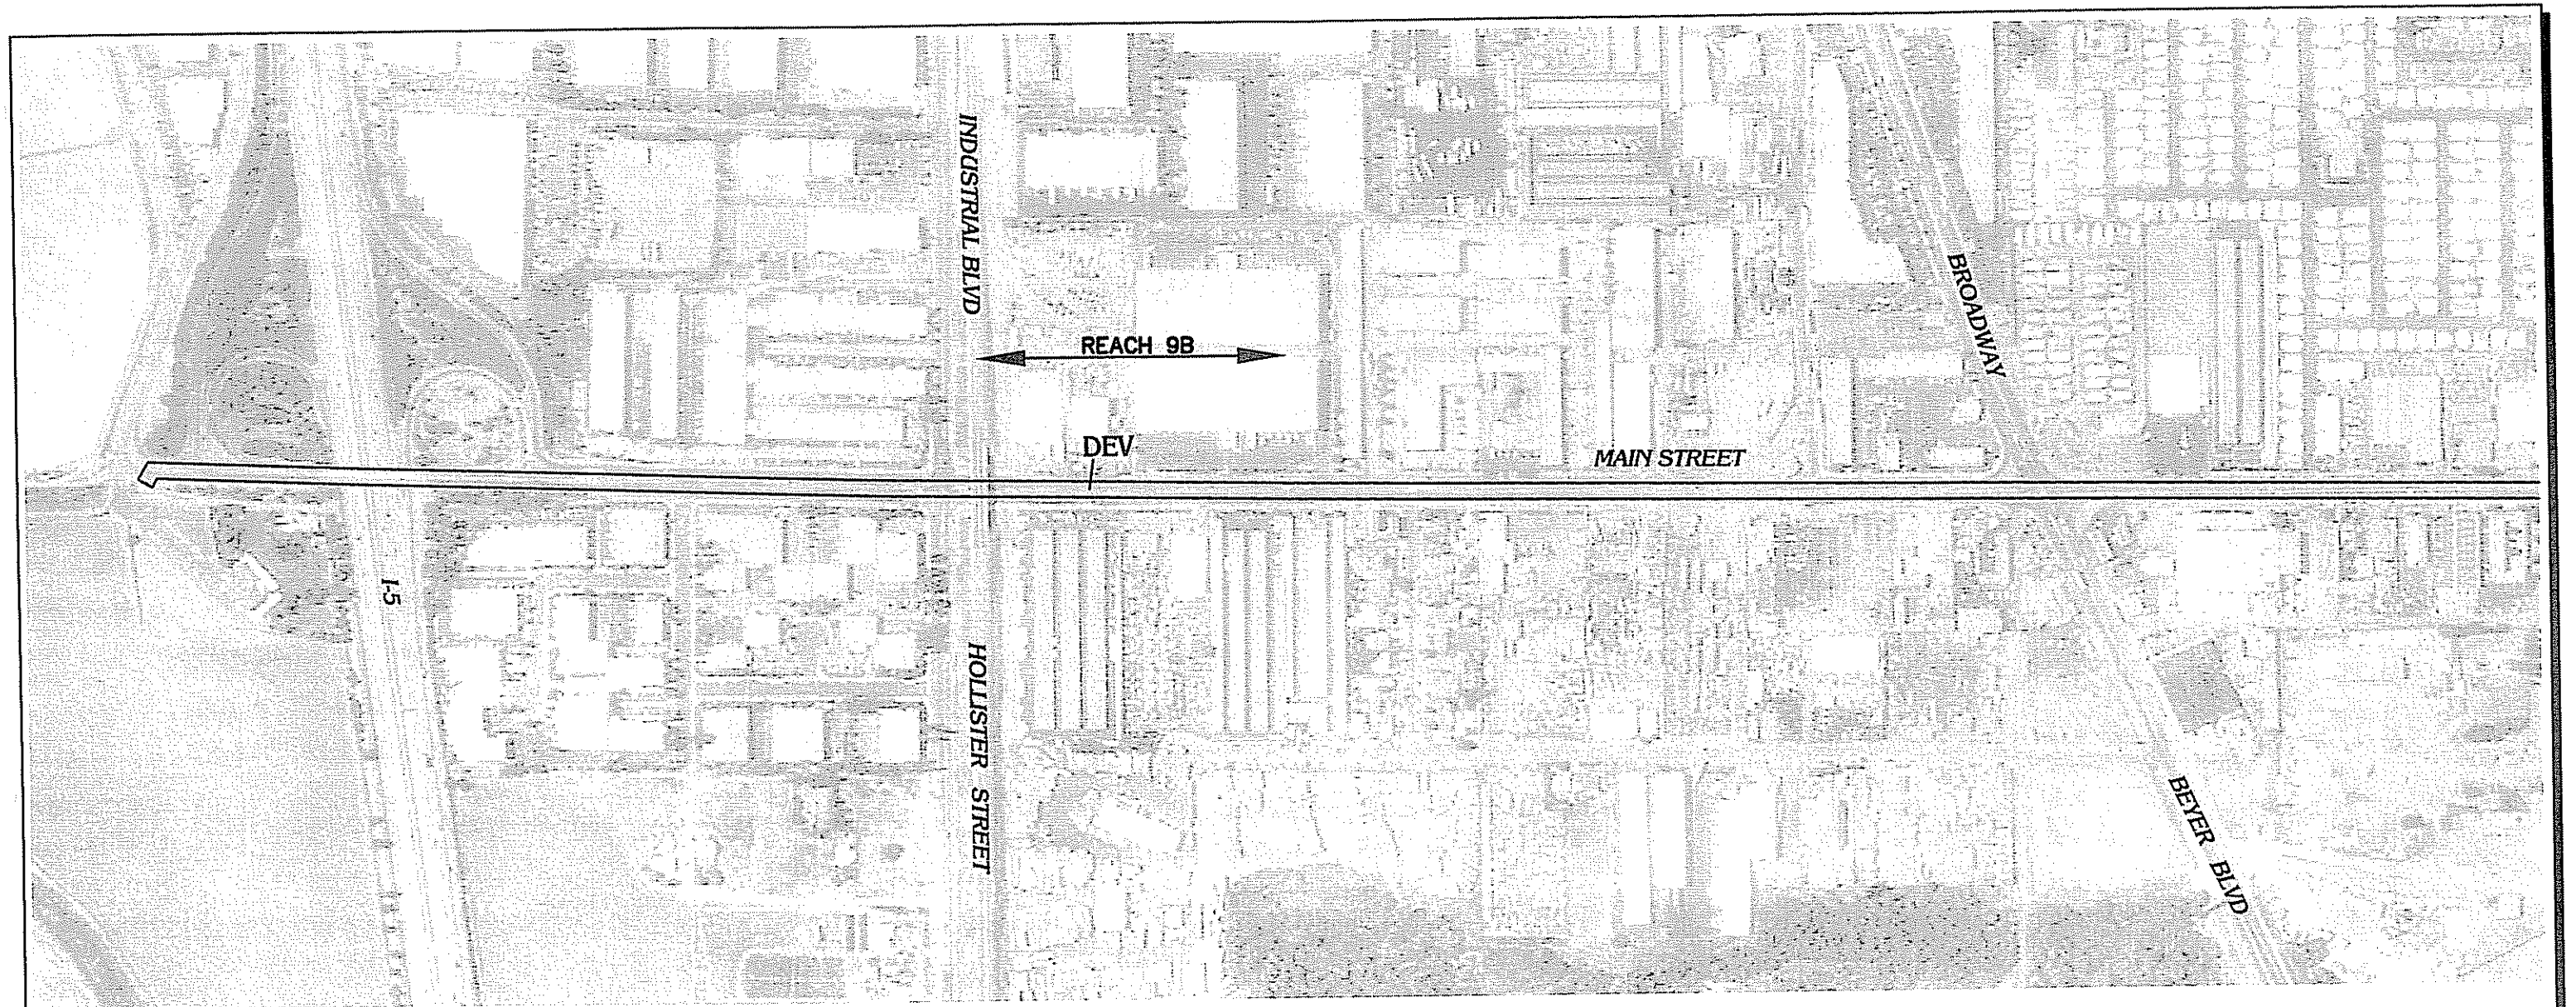 INDUSTRIAL BLVD
BROADWAY
REACH 9B
DEV
MAIN STREET
I-5
HOLLISTER STREET
BEYER BLVD